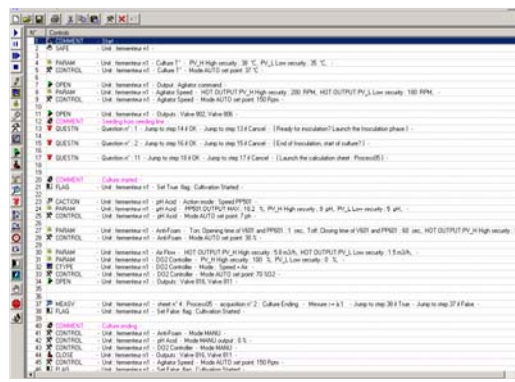 N° Controls
1 COMMENT - Start -
2 SAFE - Unit : fermenteur n1 -
4 PARAM - Unit : fermenteur n1 - Culture T° - PV_H High security : 38 °C, PV_L Low security : 35 °C, -
5 CONTROL - Unit : fermenteur n1 - Culture T° - Mode AUTO set point : 37 °C -
7 OPEN - Unit : fermenteur n1 - Output : Agitator command -
8 PARAM - Unit : fermenteur n1 - Agitator Speed - HOT OUTPUT:PV_H High security : 200 RPM, HOT OUTPUT:PV_L Low security : 100 RPM, -
9 CONTROL - Unit : fermenteur n1 - Agitator Speed - Mode AUTO set point : 150 Rpm -
11 OPEN - Unit : fermenteur n1 - Outputs : Valve 802, Valve 806 -
12 COMMENT - Seeding from seeding line
13 QUESTN - Question n° : 1 - Jump to step 14 if OK - Jump to step 13 if Cancel - ( Ready for inoculation? Launch the Inoculation phase ) -
15 QUESTN - Question n° : 2 - Jump to step 16 if OK - Jump to step 15 if Cancel - ( End of Inoculation, start of culture? ) -
17 QUESTN - Question n° : 11 - Jump to step 18 if OK - Jump to step 17 if Cancel - ( Launch the calculation sheet : Process05 ) -
20 COMMENT - Culture started -
21 FLAG - Unit : fermenteur n1 - Set True flag : Cultivation Started -
23 CACTION - Unit : fermenteur n1 - pH Acid - Action mode : Speed PP501 -
24 PARAM - Unit : fermenteur n1 - pH Acid - PP501 OUTPUT MAX : 18.2 %, PV_H High security : 9 pH, PV_L Low security : 5 pH, -
25 CONTROL - Unit : fermenteur n1 - pH Acid - Mode AUTO set point : 7 pH -
27 PARAM - Unit : fermenteur n1 - Anti-Foam - Ton: Opening time of V601 and PP601 : 1 sec, Toff: Closing time of V601 and PP601 : 60 sec, HOT OUTPUT:PV_H High security
28 CONTROL - Unit : fermenteur n1 - Anti-Foam - Mode AUTO set point : 30 % -
30 PARAM - Unit : fermenteur n1 - Air Flow - HOT OUTPUT:PV_H High security : 5.8 m3/h, HOT OUTPUT:PV_L Low security : 1.5 m3/h, -
31 PARAM - Unit : fermenteur n1 - DO2 Controller - PV_H High security : 100 %, PV_L Low security : 0 %, -
32 CTYPE - Unit : fermenteur n1 - DO2 Controller - Mode : Speed + Air -
33 CONTROL - Unit : fermenteur n1 - DO2 Controller - Mode AUTO set point : 70 %O2 -
34 OPEN - Unit : fermenteur n1 - Outputs : Valve 816, Valve 811 -
37 MEASV - Unit : fermenteur n1 - sheet n° 4 : Process05 - acquisition n° 2 : Culture Ending - Mesure >= à 1 - Jump to step 38 if True - Jump to step 37 if False -
38 FLAG - Unit : fermenteur n1 - Set False flag : Cultivation Started -
40 COMMENT - Culture ending
41 CONTROL - Unit : fermenteur n1 - Anti-Foam - Mode MANU -
42 CONTROL - Unit : fermenteur n1 - pH Acid - Mode MANU output : 0 % -
43 CONTROL - Unit : fermenteur n1 - DO2 Controller - Mode MANU -
44 CLOSE - Unit : fermenteur n1 - Outputs : Valve 816, Valve 811 -
45 CONTROL - Unit : fermenteur n1 - Agitator Speed - Mode AUTO set point : 150 Rpm -
46 FLAG - Unit : fermenteur n1 - Set False flag : Cultivation Started -